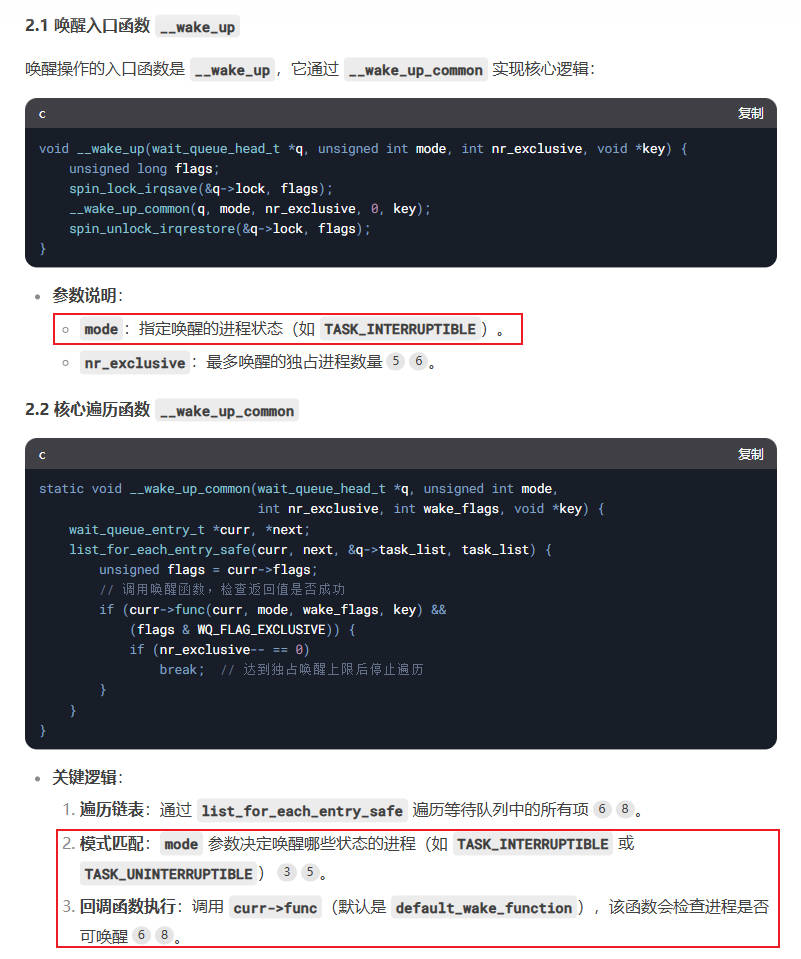 2.1 唤醒入口函数 __wake_up
唤醒操作的入口函数是 __wake_up，它通过 __wake_up_common 实现核心逻辑：
c 复制
void __wake_up(wait_queue_head_t *q, unsigned int mode, int nr_exclusive, void *key) {
    unsigned long flags;
    spin_lock_irqsave(&q->lock, flags);
    __wake_up_common(q, mode, nr_exclusive, 0, key);
    spin_unlock_irqrestore(&q->lock, flags);
}
• 参数说明：
◦ mode：指定唤醒的进程状态（如 TASK_INTERRUPTIBLE）。
◦ nr_exclusive：最多唤醒的独占进程数量 5 6。
2.2 核心遍历函数 __wake_up_common
c 复制
static void __wake_up_common(wait_queue_head_t *q, unsigned int mode,
                             int nr_exclusive, int wake_flags, void *key) {
    wait_queue_entry_t *curr, *next;
    list_for_each_entry_safe(curr, next, &q->task_list, task_list) {
        unsigned flags = curr->flags;
        // 调用唤醒函数，检查返回值是否成功
        if (curr->func(curr, mode, wake_flags, key) &&
            (flags & WQ_FLAG_EXCLUSIVE)) {
            if (nr_exclusive-- == 0)
                break;  // 达到独占唤醒上限后停止遍历
        }
    }
}
• 关键逻辑：
1. 遍历链表：通过 list_for_each_entry_safe 遍历等待队列中的所有项 6 8。
2. 模式匹配：mode 参数决定唤醒哪些状态的进程（如 TASK_INTERRUPTIBLE 或
TASK_UNINTERRUPTIBLE）3 5。
3. 回调函数执行：调用 curr->func（默认是 default_wake_function），该函数会检查进程是否
可唤醒 6 8。